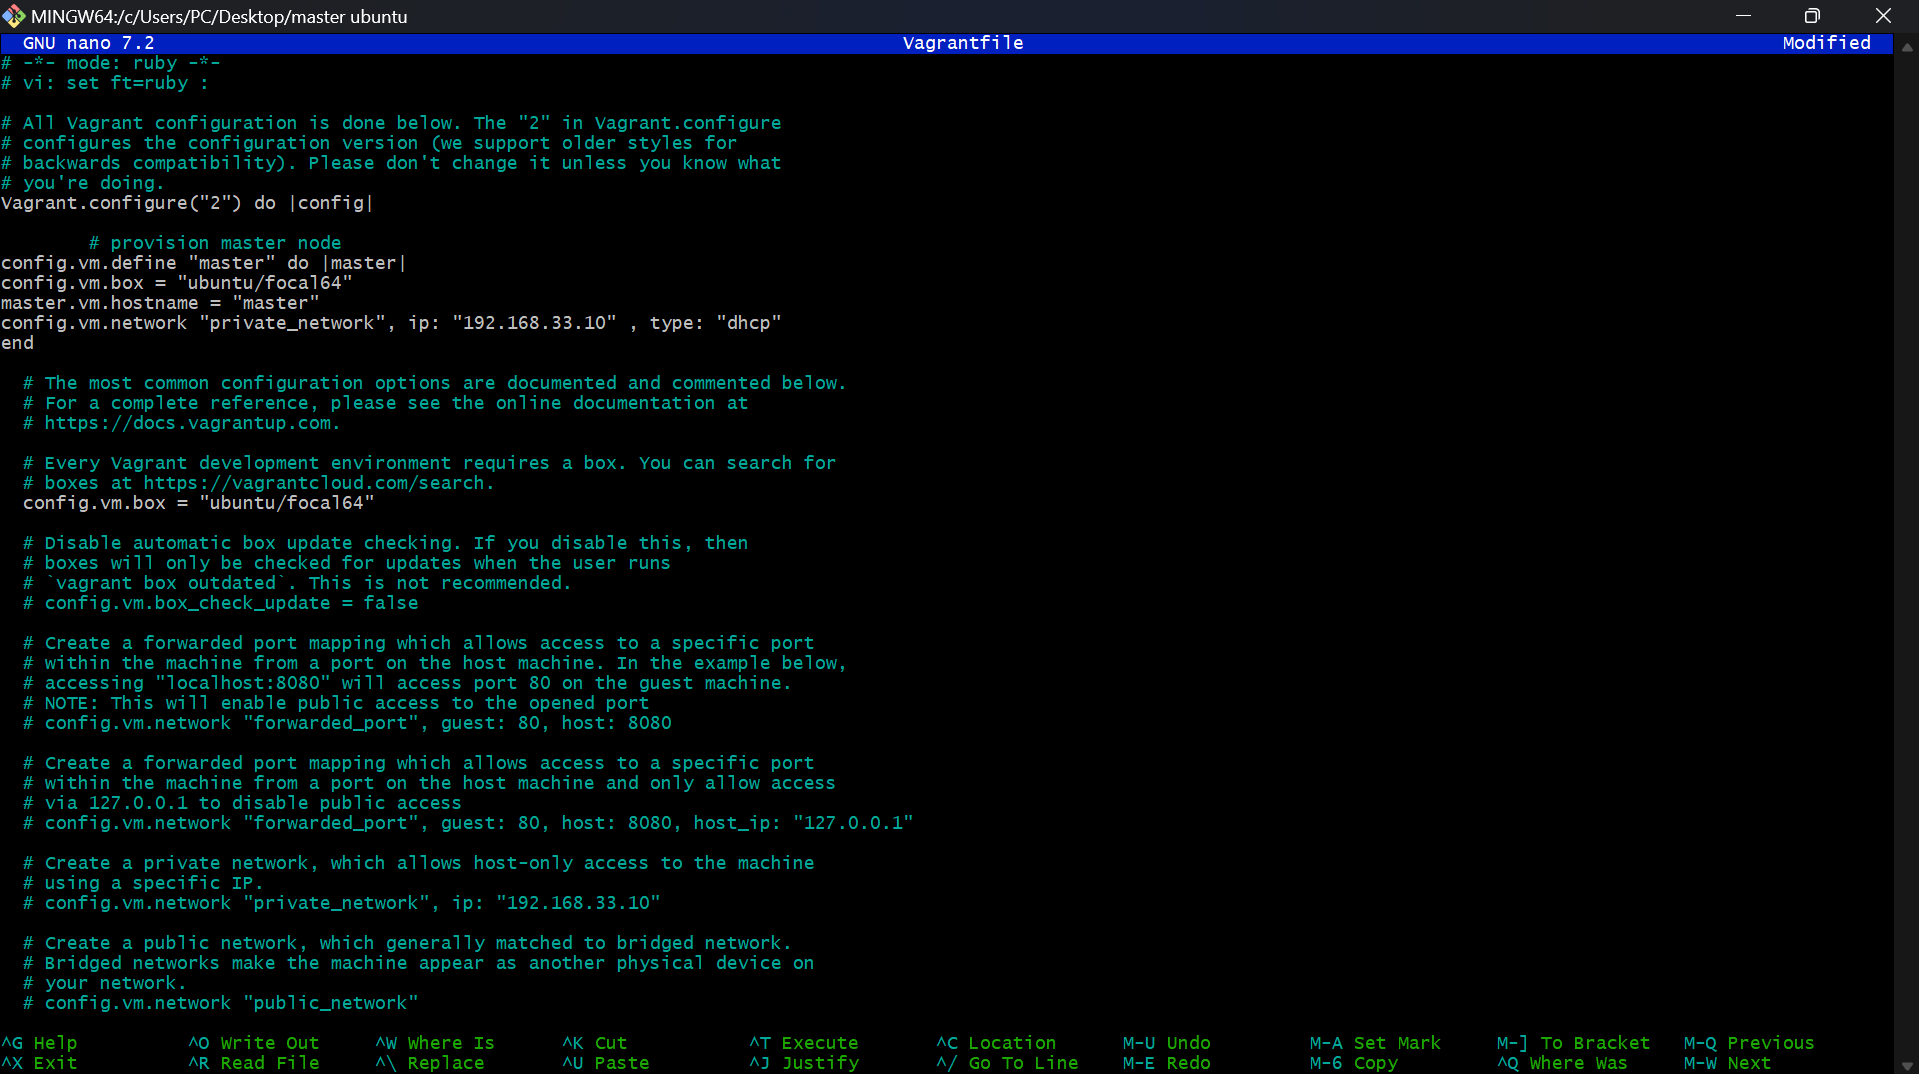 MINGW64:/c/Users/PC/Desktop/master ubuntu
GNU nano 7.2 Vagrantfile Modified
# -*- mode: ruby -*-
# vi: set ft=ruby :
# All Vagrant configuration is done below. The "2" in Vagrant.configure
# configures the configuration version (we support older styles for
# backwards compatibility). Please don't change it unless you know what
# you're doing.
Vagrant.configure("2") do |config|
# provision master node
config.vm.define "master" do |master|
config.vm.box = "ubuntu/focal64"
master.vm.hostname = "master"
config.vm.network "private_network", ip: "192.168.33.10" , type: "dhcp"
end
# The most common configuration options are documented and commented below.
# For a complete reference, please see the online documentation at
# https://docs.vagrantup.com.
# Every Vagrant development environment requires a box. You can search for
# boxes at https://vagrantcloud.com/search.
config.vm.box = "ubuntu/focal64"
# Disable automatic box update checking. If you disable this, then
# boxes will only be checked for updates when the user runs
# `vagrant box outdated`. This is not recommended.
# config.vm.box_check_update = false
# Create a forwarded port mapping which allows access to a specific port
# within the machine from a port on the host machine. In the example below,
# accessing "localhost:8080" will access port 80 on the guest machine.
# NOTE: This will enable public access to the opened port
# config.vm.network "forwarded_port", guest: 80, host: 8080
# Create a forwarded port mapping which allows access to a specific port
# within the machine from a port on the host machine and only allow access
# via 127.0.0.1 to disable public access
# config.vm.network "forwarded_port", guest: 80, host: 8080, host_ip: "127.0.0.1"
# Create a private network, which allows host-only access to the machine
# using a specific IP.
# config.vm.network "private_network", ip: "192.168.33.10"
# Create a public network, which generally matched to bridged network.
# Bridged networks make the machine appear as another physical device on
# your network.
# config.vm.network "public_network"
^G Help ^O Write Out ^W Where Is ^K Cut ^T Execute ^C Location M-U Undo M-A Set Mark M-] To Bracket M-Q Previous
^X Exit ^R Read File ^\ Replace ^U Paste ^J Justify ^/ Go To Line M-E Redo M-6 Copy ^Q Where Was M-W Next